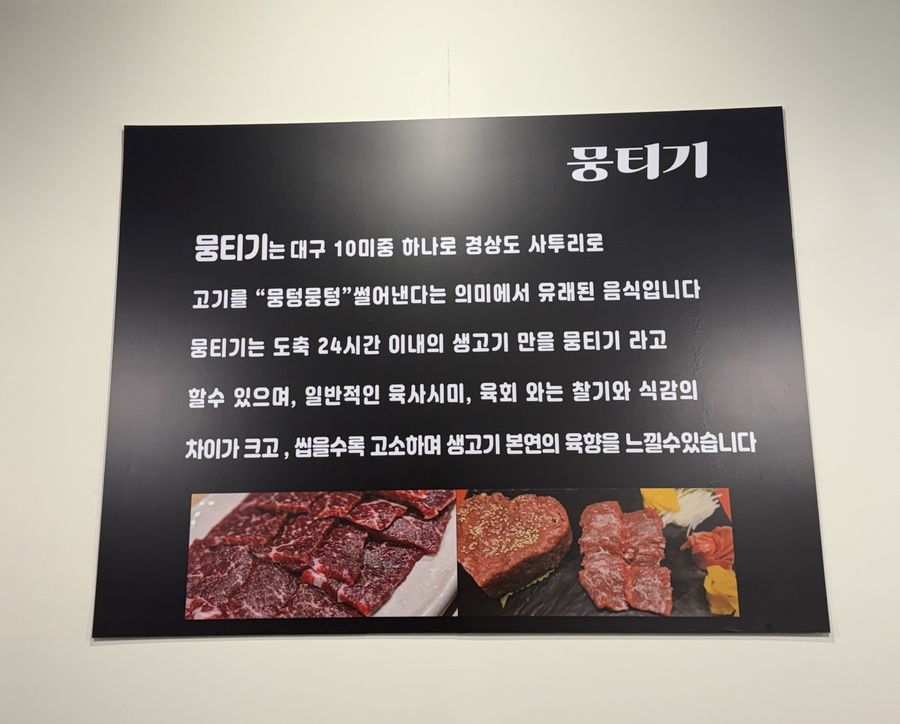 뭉티기
뭉티기는 대구 10미중 하나로 경상도 사투리로
고기를 “뭉텅뭉텅”썰어낸다는 의미에서 유래된 음식입니다
뭉티기는 도축 24시간 이내의 생고기 만을 뭉티기 라고
할수 있으며, 일반적인 육사시미, 육회 와는 찰기와 식감의
차이가 크고 , 씹을수록 고소하며 생고기 본연의 육향을 느낄수있습니다